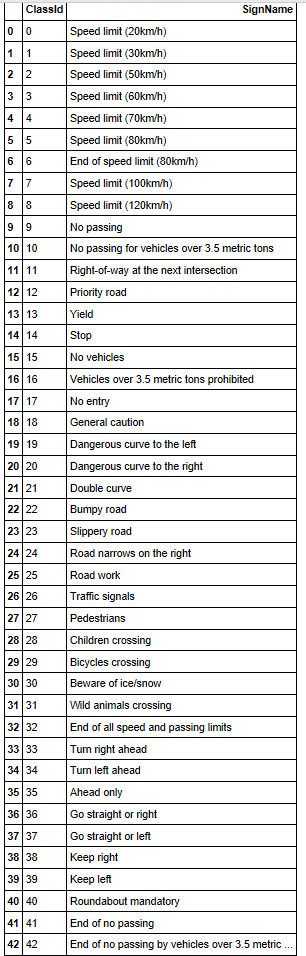 ClassId SignName
0 0 Speed limit (20km/h)
1 1 Speed limit (30km/h)
2 2 Speed limit (50km/h)
3 3 Speed limit (60km/h)
4 4 Speed limit (70km/h)
5 5 Speed limit (80km/h)
6 6 End of speed limit (80km/h)
7 7 Speed limit (100km/h)
8 8 Speed limit (120km/h)
9 9 No passing
10 10 No passing for vehicles over 3.5 metric tons
11 11 Right-of-way at the next intersection
12 12 Priority road
13 13 Yield
14 14 Stop
15 15 No vehicles
16 16 Vehicles over 3.5 metric tons prohibited
17 17 No entry
18 18 General caution
19 19 Dangerous curve to the left
20 20 Dangerous curve to the right
21 21 Double curve
22 22 Bumpy road
23 23 Slippery road
24 24 Road narrows on the right
25 25 Road work
26 26 Traffic signals
27 27 Pedestrians
28 28 Children crossing
29 29 Bicycles crossing
30 30 Beware of ice/snow
31 31 Wild animals crossing
32 32 End of all speed and passing limits
33 33 Turn right ahead
34 34 Turn left ahead
35 35 Ahead only
36 36 Go straight or right
37 37 Go straight or left
38 38 Keep right
39 39 Keep left
40 40 Roundabout mandatory
41 41 End of no passing
42 42 End of no passing by vehicles over 3.5 metric ...